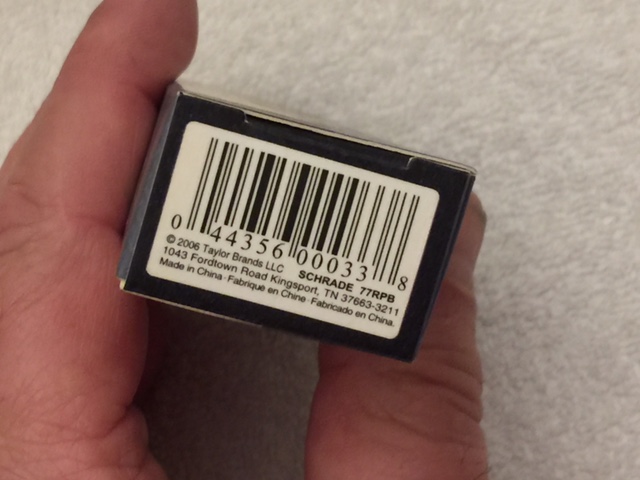 0 44356 00033 8
© 2006 Taylor Brands LLC SCHRADE 77RPB
1043 Fordtown Road Kingsport, TN 37663-3211
Made in China · Fabrique en Chine · Fabricado en China.